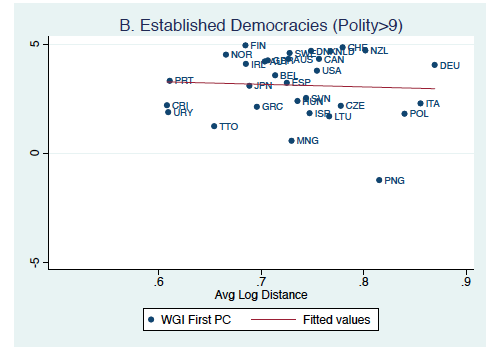 B. Established Democracies (Polity>9)
5
0
-5
FIN
NOR
IRL
AUT
GBR
SWE
AUS
DNK
NLD
CHE
NZL
CAN
USA
DEU
BEL
ESP
PRT
JPN
CRI
URY
TTO
GRC
SVN
HUN
ISR
LTU
CZE
POL
ITA
MNG
PNG
.6 .7 .8 .9
Avg Log Distance
WGI First PC Fitted values